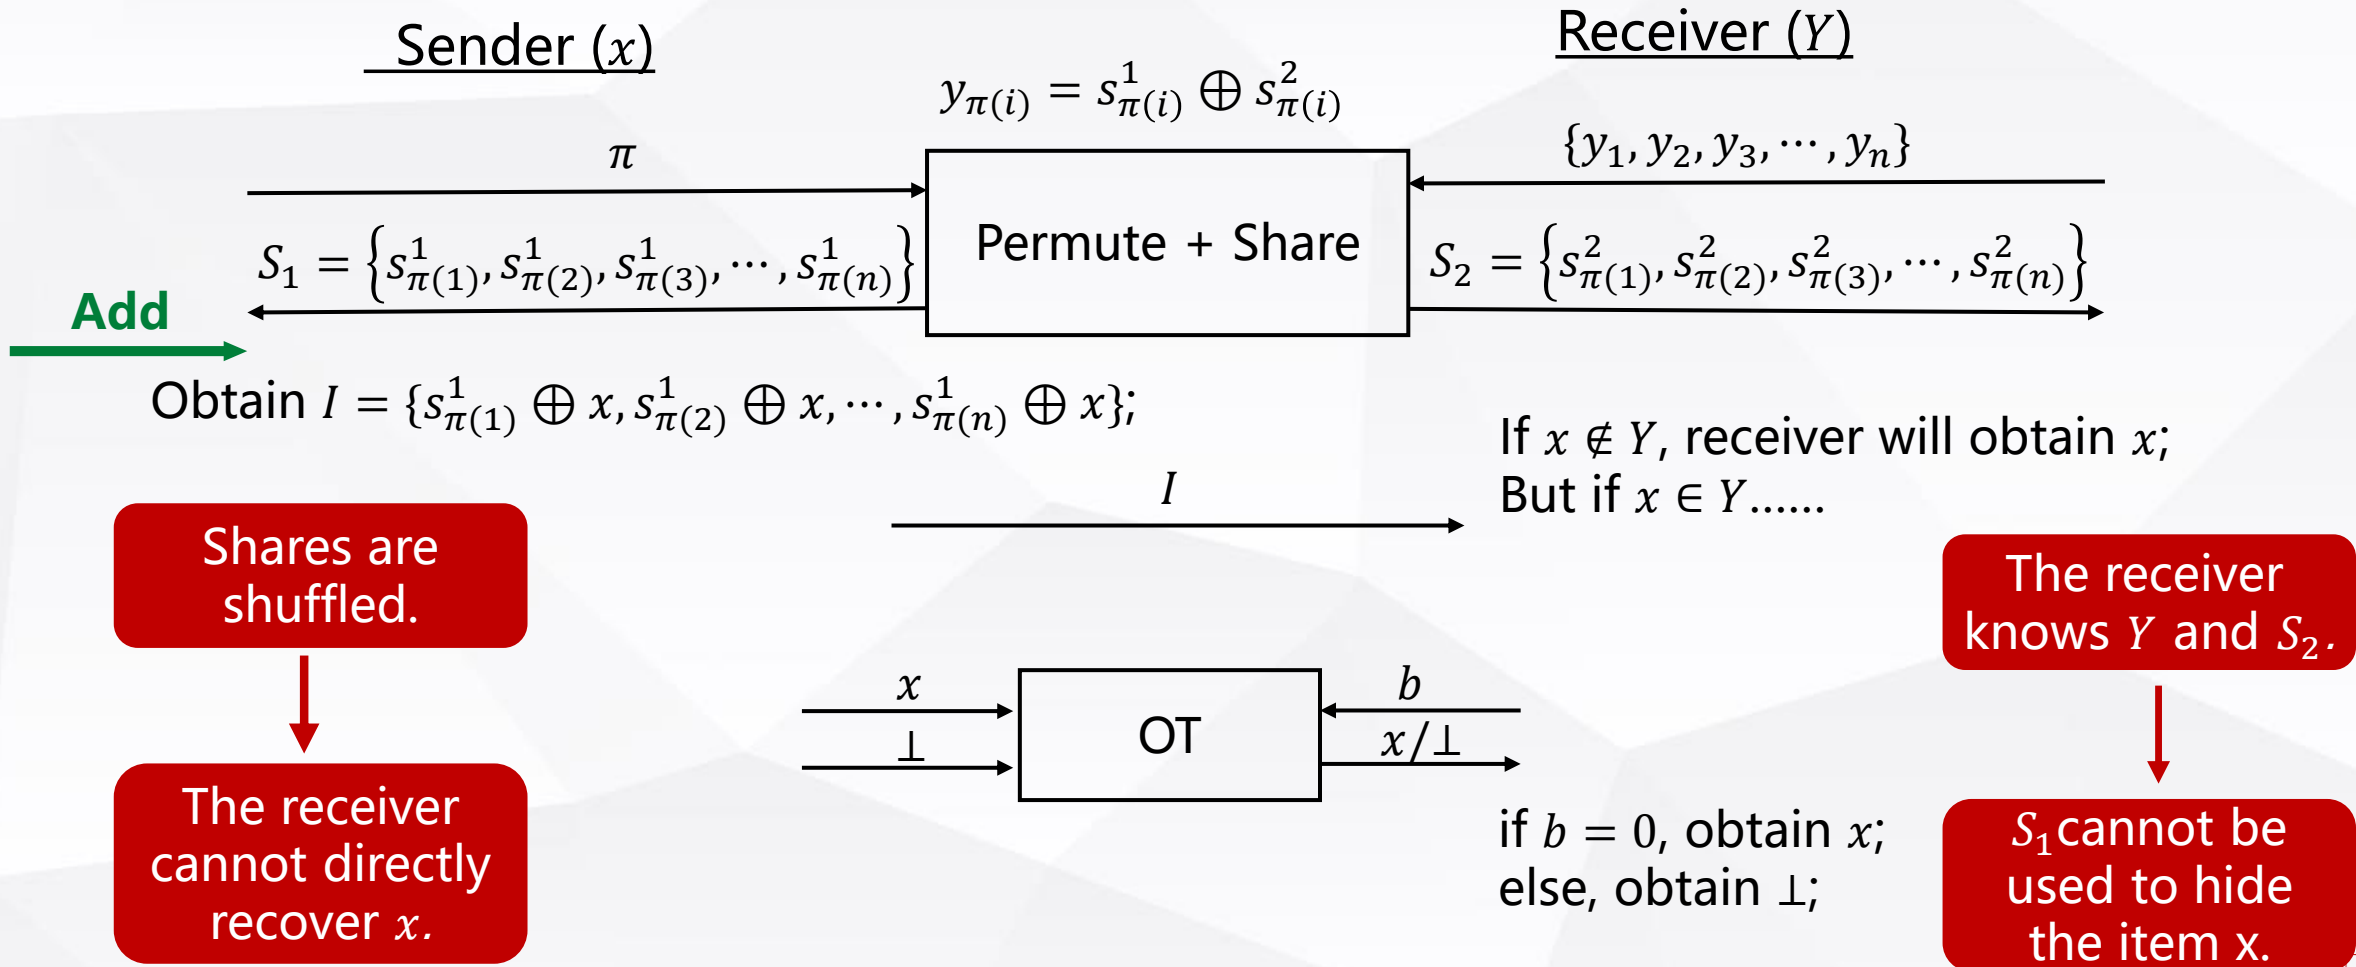 Sender (x)
Receiver (Y)
y_{π(i)} = s^1_{π(i)} ⊕ s^2_{π(i)}
π
{y_1, y_2, y_3, ⋯, y_n}
Permute + Share
S_1 = {s^1_{π(1)}, s^1_{π(2)}, s^1_{π(3)}, ⋯, s^1_{π(n)}}
S_2 = {s^2_{π(1)}, s^2_{π(2)}, s^2_{π(3)}, ⋯, s^2_{π(n)}}
Add
Obtain I = {s^1_{π(1)} ⊕ x, s^1_{π(2)} ⊕ x, ⋯, s^1_{π(n)} ⊕ x};
If x ∉ Y, receiver will obtain x;
But if x ∈ Y......
I
Shares are
shuffled.
The receiver
cannot directly
recover x.
The receiver
knows Y and S_2.
S_1 cannot be
used to hide
the item x.
x
⊥
OT
b
x/⊥
if b = 0, obtain x;
else, obtain ⊥;